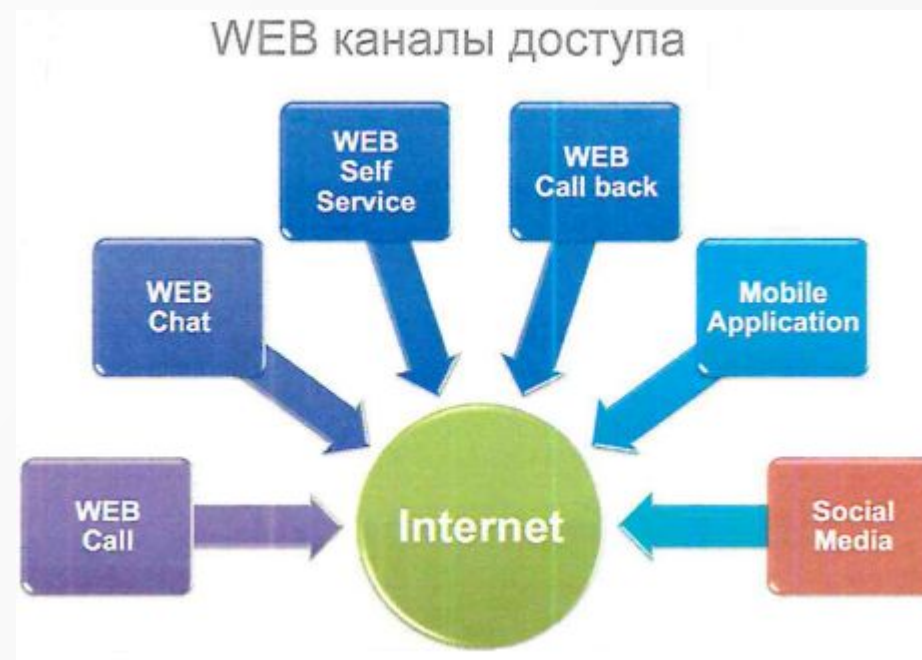 WEB каналы доступа
WEB
Self
Service
WEB
Call back
WEB
Chat
Mobile
Application
WEB
Call
Internet
Social
Media